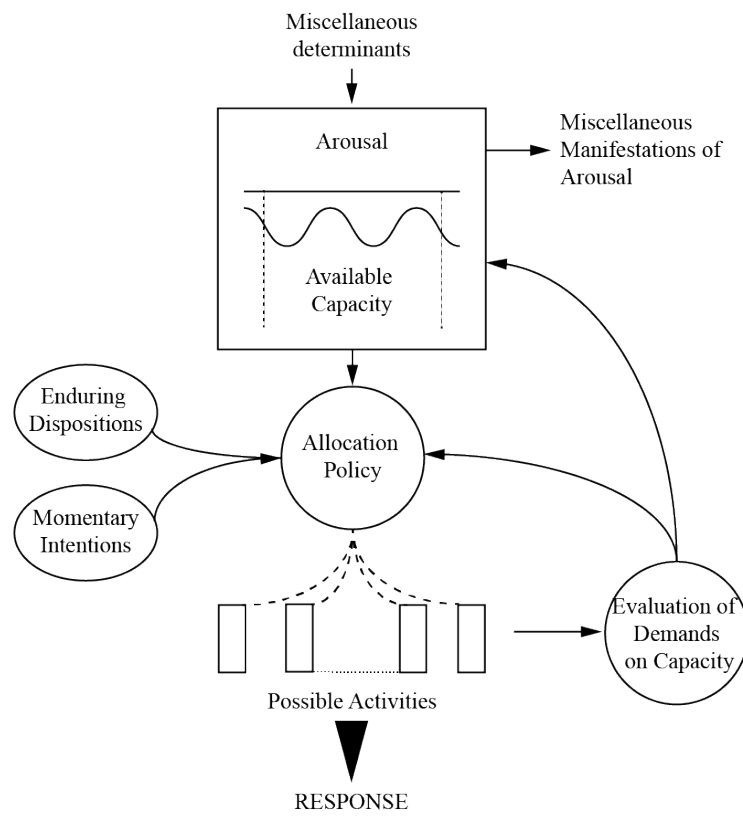 Miscellaneous
determinants
Arousal
Miscellaneous
Manifestations of
Arousal
Available
Capacity
Enduring
Dispositions
Allocation
Policy
Momentary
Intentions
Evaluation of
Demands
on Capacity
Possible Activities
RESPONSE